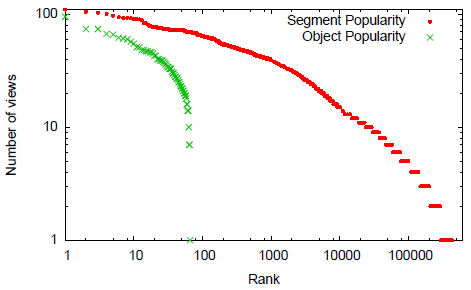 100
10
1
Number of views
Segment Popularity
Object Popularity
1 10 100 1000 10000 100000
Rank